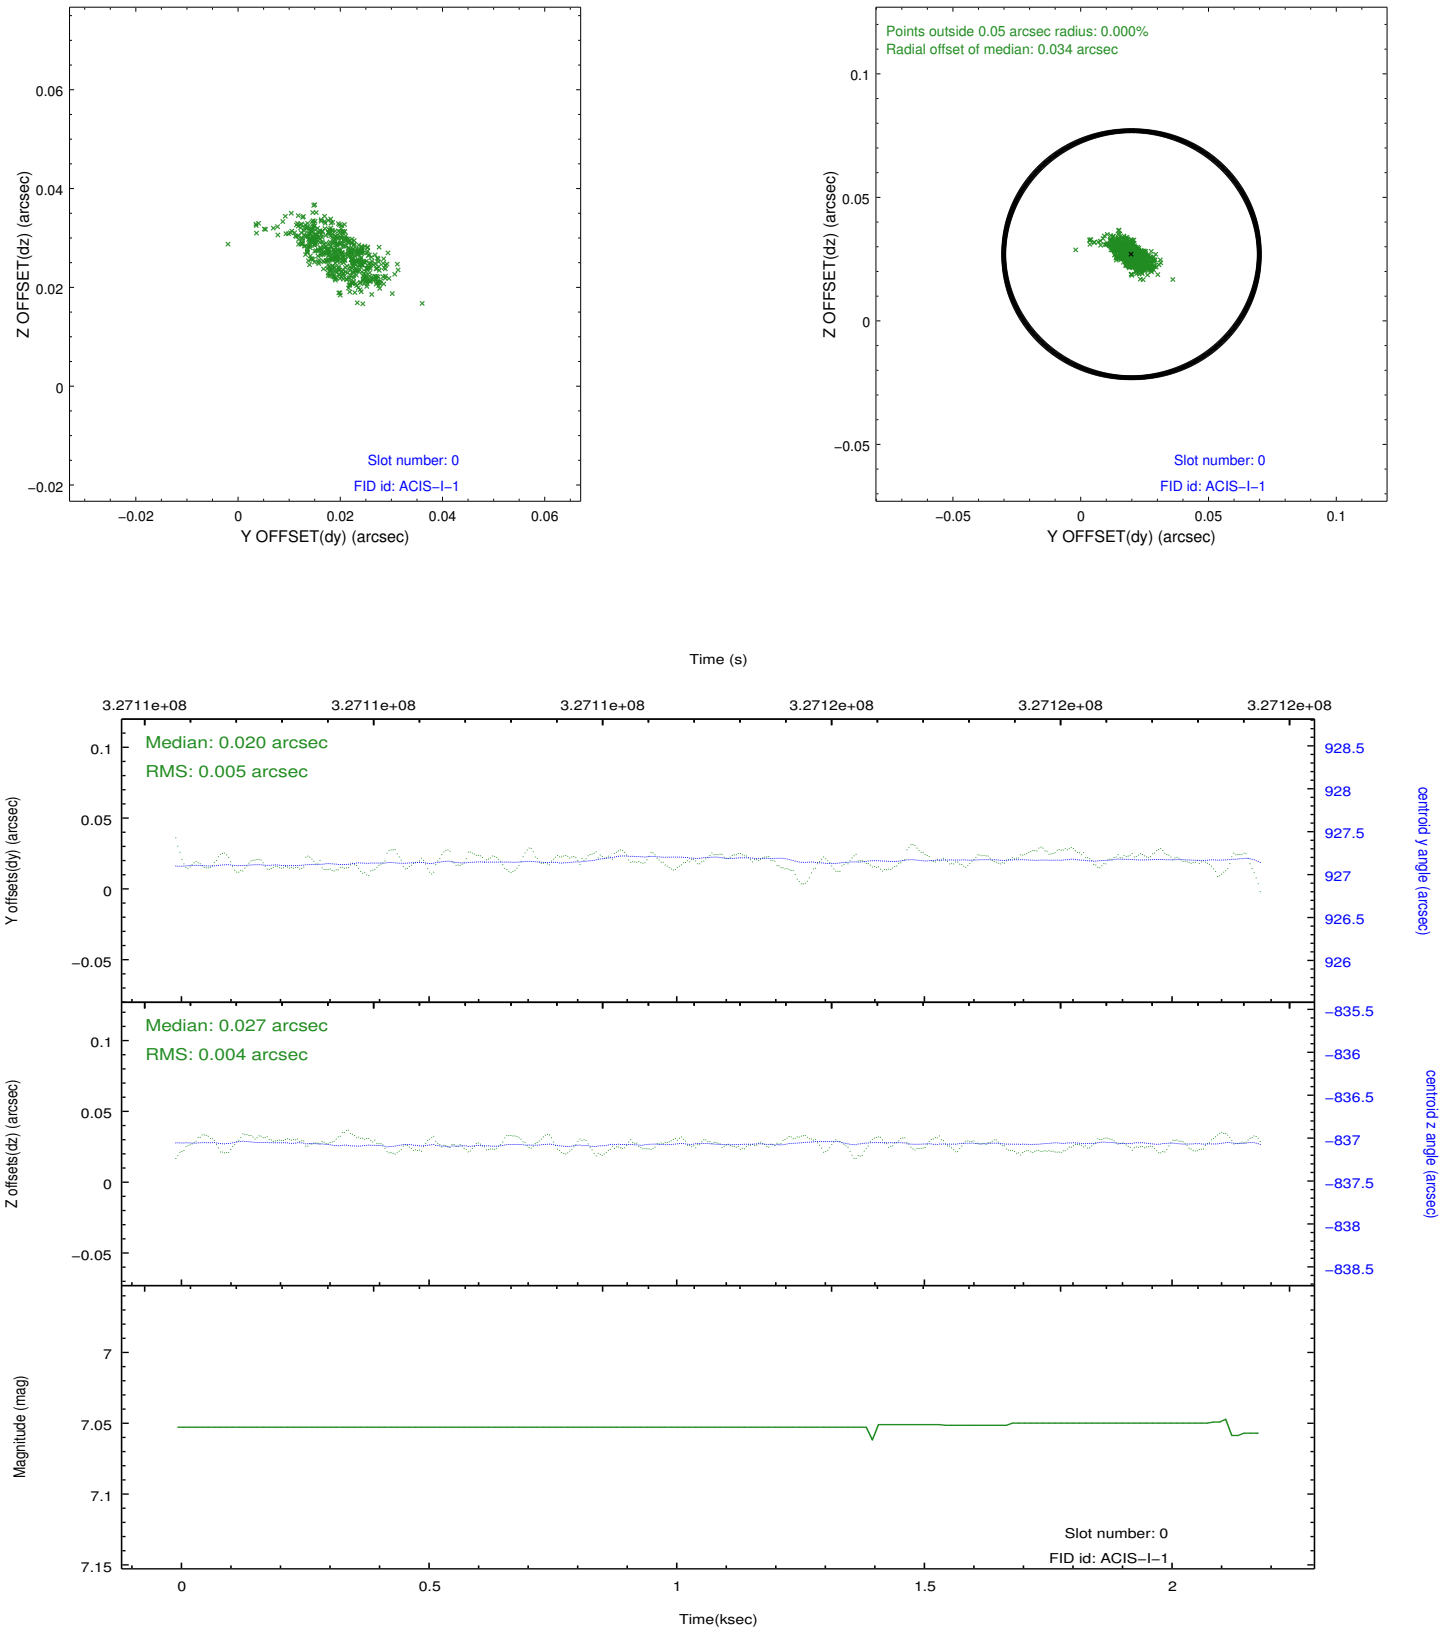 0.06
0.04
0.02
0
−0.02
Z OFFSET(dz) (arcsec)
Slot number: 0
FID id: ACIS−I−1
−0.02
0
0.02
0.04
0.06
Y OFFSET(dy) (arcsec)
Points outside 0.05 arcsec radius: 0.000%
Radial offset of median: 0.034 arcsec
0.1
0.05
0
−0.05
Z OFFSET(dz) (arcsec)
Slot number: 0
FID id: ACIS−I−1
−0.05
0
0.05
0.1
Y OFFSET(dy) (arcsec)
Time (s)
3.2711e+08
3.2711e+08
3.2711e+08
3.2712e+08
3.2712e+08
3.2712e+08
Median: 0.020 arcsec
RMS: 0.005 arcsec
0.1
0.05
0
−0.05
Y offsets(dy) (arcsec)
928.5
928
927.5
927
926.5
926
centroid y angle (arcsec)
Median: 0.027 arcsec
RMS: 0.004 arcsec
0.1
0.05
0
−0.05
Z offsets(dz) (arcsec)
−835.5
−836
−836.5
−837
−837.5
−838
−838.5
centroid z angle (arcsec)
7
7.05
7.1
7.15
Magnitude (mag)
Slot number: 0
FID id: ACIS−I−1
0
0.5
1
1.5
2
Time(ksec)